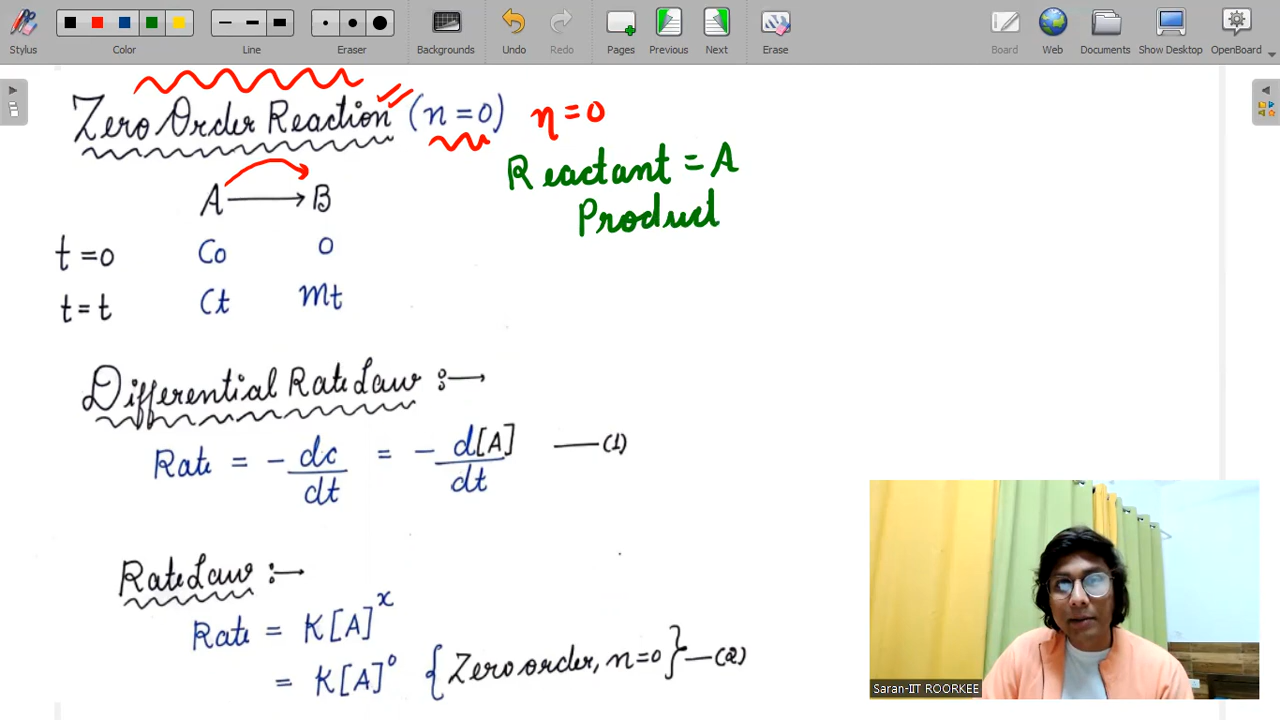 Stylus Color Line Eraser Backgrounds Undo Redo Pages Previous Next Erase Board Web Documents Show Desktop OpenBoard
Zero Order Reaction (n=0) n=0
Reactant = A
Product
A → B
t=0 Co 0
t=t Ct Mt
Differential Rate Law :→
Rate = - dc/dt = - d[A]/dt —(1)
Rate Law :→
Rate = K[A]^x
= K[A]^0 {Zero order, n=0} —(2)
Saran-IIT ROORKEE